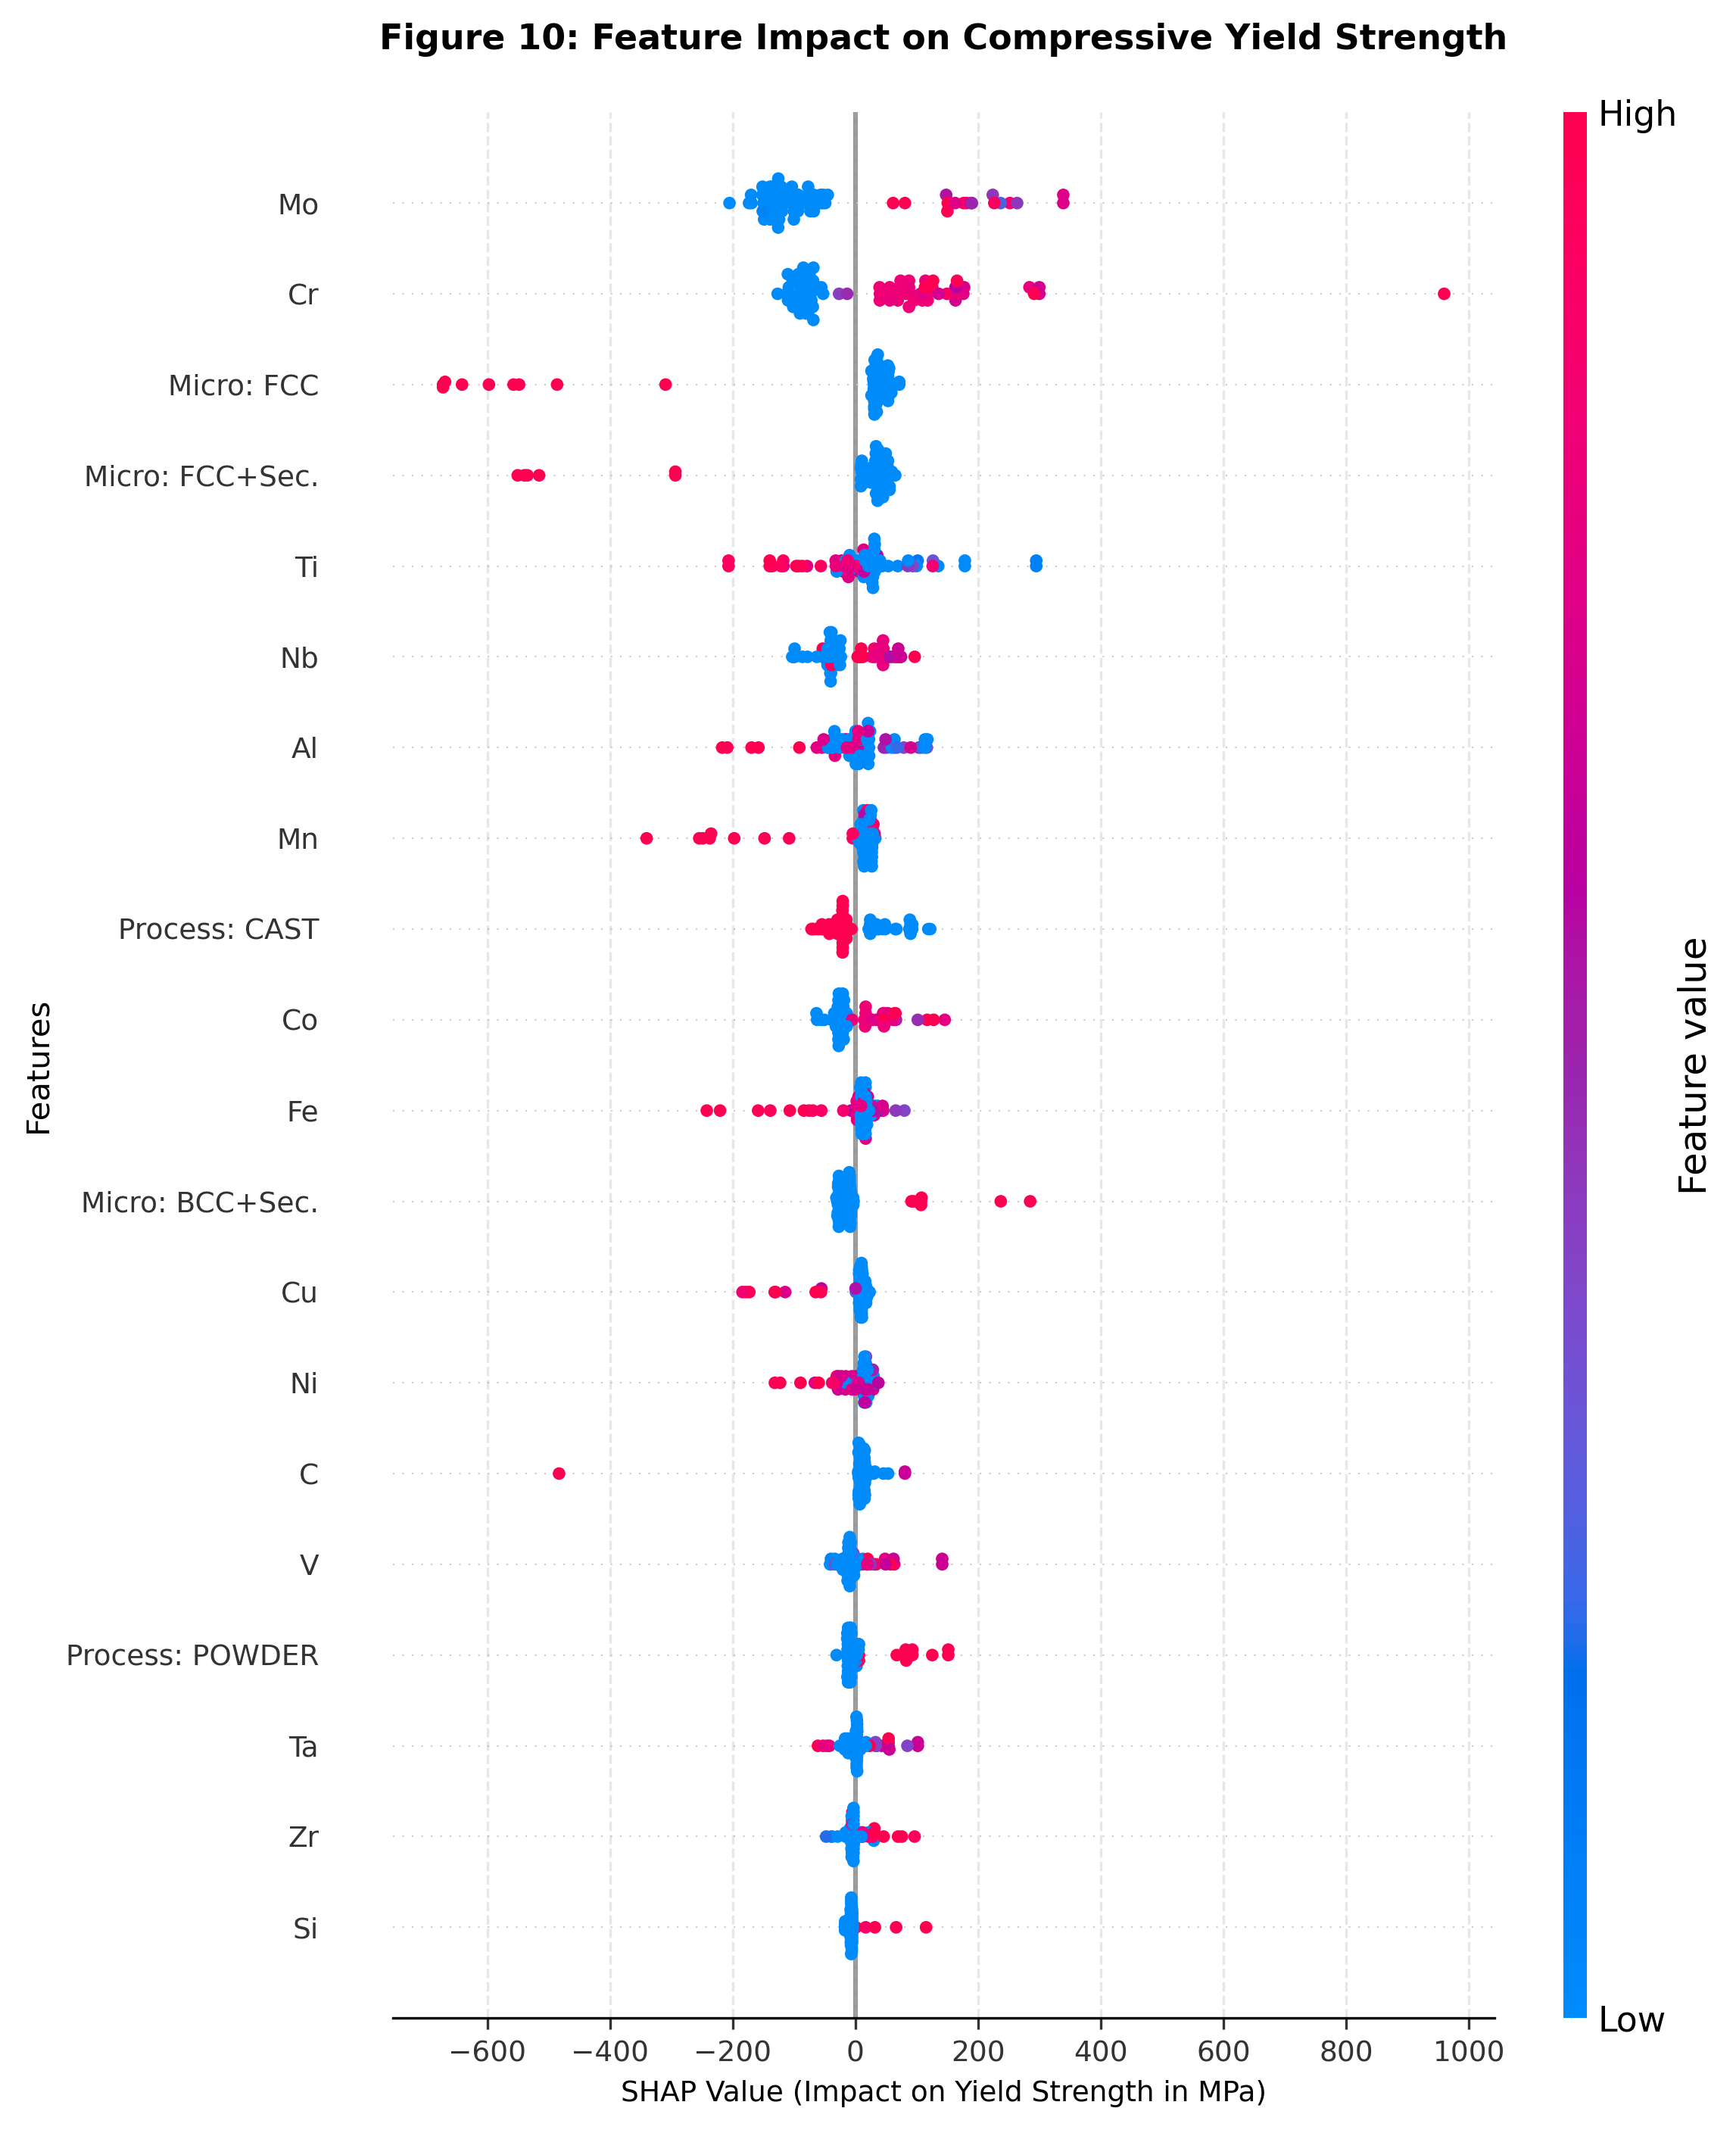 Figure 10: Feature Impact on Compressive Yield Strength
High
Mo
Cr
Micro: FCC
Micro: FCC+Sec.
Ti
Nb
Al
Mn
Process: CAST
Co
Fe
Micro: BCC+Sec.
Cu
Ni
C
V
Process: POWDER
Ta
Zr
Si
Features
Feature value
Low
−600 −400 −200 0 200 400 600 800 1000
SHAP Value (Impact on Yield Strength in MPa)